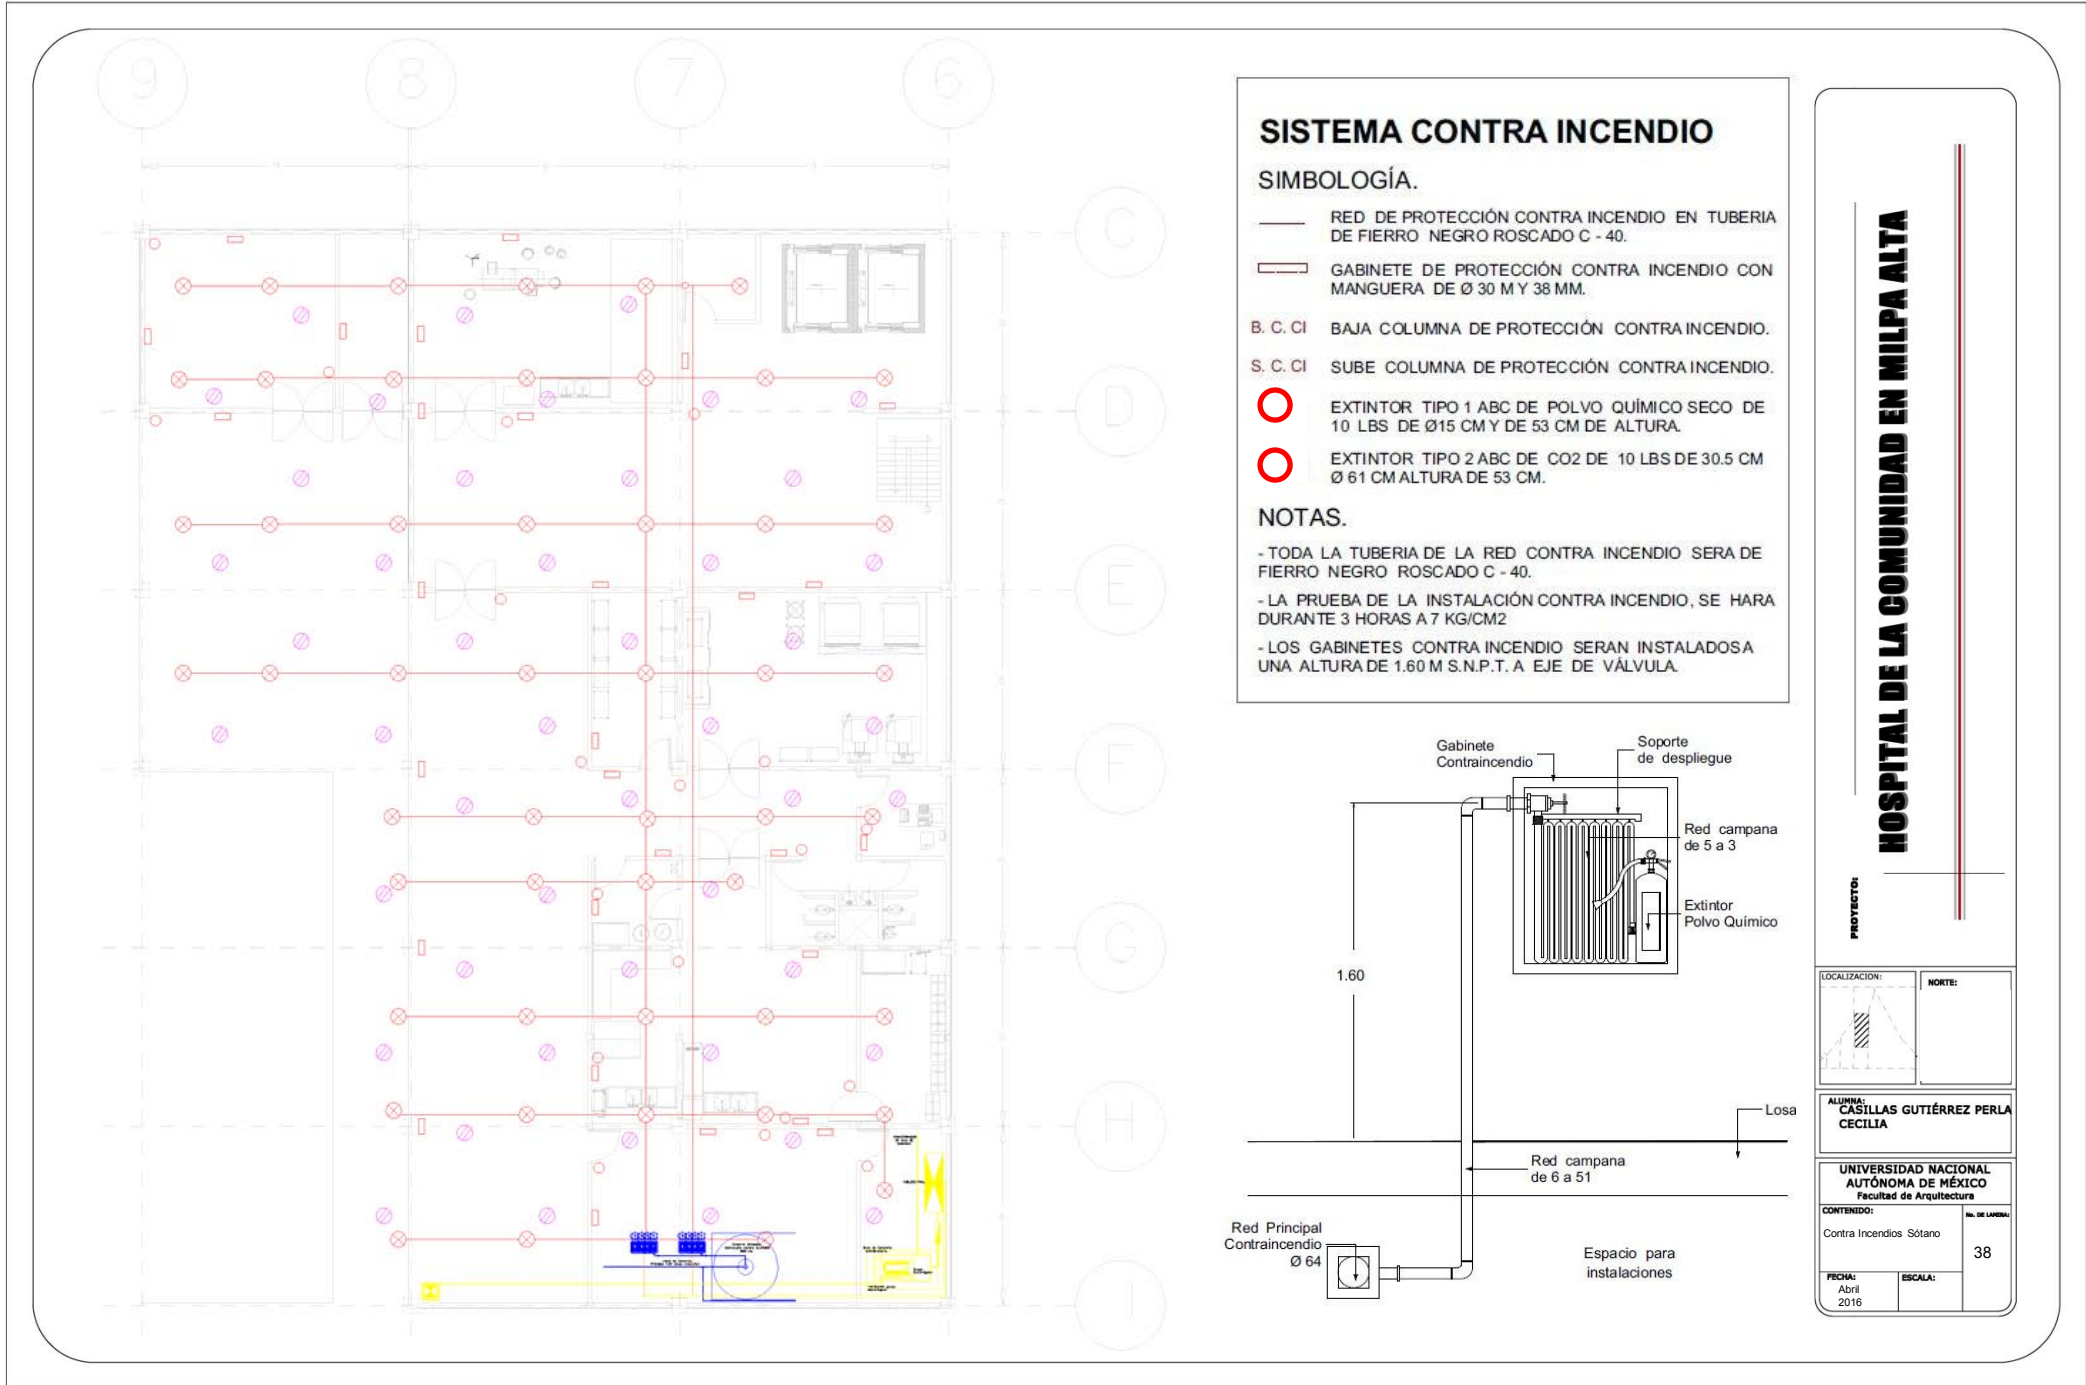 9
8
7
6
C
D
E
F
G
H
I
SISTEMA CONTRA INCENDIO
SIMBOLOGÍA.
RED DE PROTECCIÓN CONTRA INCENDIO EN TUBERIA
DE FIERRO NEGRO ROSCADO C - 40.
GABINETE DE PROTECCIÓN CONTRA INCENDIO CON
MANGUERA DE Ø 30 M Y 38 MM.
B. C. CI BAJA COLUMNA DE PROTECCIÓN CONTRA INCENDIO.
S. C. CI SUBE COLUMNA DE PROTECCIÓN CONTRA INCENDIO.
EXTINTOR TIPO 1 ABC DE POLVO QUÍMICO SECO DE
10 LBS DE Ø15 CM Y DE 53 CM DE ALTURA.
EXTINTOR TIPO 2 ABC DE CO2 DE 10 LBS DE 30.5 CM
Ø 61 CM ALTURA DE 53 CM.
NOTAS.
- TODA LA TUBERIA DE LA RED CONTRA INCENDIO SERA DE
FIERRO NEGRO ROSCADO C - 40.
- LA PRUEBA DE LA INSTALACIÓN CONTRA INCENDIO, SE HARA
DURANTE 3 HORAS A 7 KG/CM2
- LOS GABINETES CONTRA INCENDIO SERAN INSTALADOS A
UNA ALTURA DE 1.60 M S.N.P.T. A EJE DE VÁLVULA.
Gabinete
Contraincendio
Soporte
de despliegue
Red campana
de 5 a 3
Extintor
Polvo Químico
1.60
Losa
Red campana
de 6 a 51
Red Principal
Contraincendio
Ø 64
Espacio para
instalaciones
PROYECTO:
HOSPITAL DE LA COMUNIDAD EN MILPA ALTA
LOCALIZACION:
NORTE:
ALUMNA:
CASILLAS GUTIÉRREZ PERLA
CECILIA
UNIVERSIDAD NACIONAL
AUTÓNOMA DE MÉXICO
Facultad de Arquitectura
CONTENIDO:
No. DE LAMINA:
Contra Incendios Sótano
38
FECHA:
ESCALA:
Abril
2016